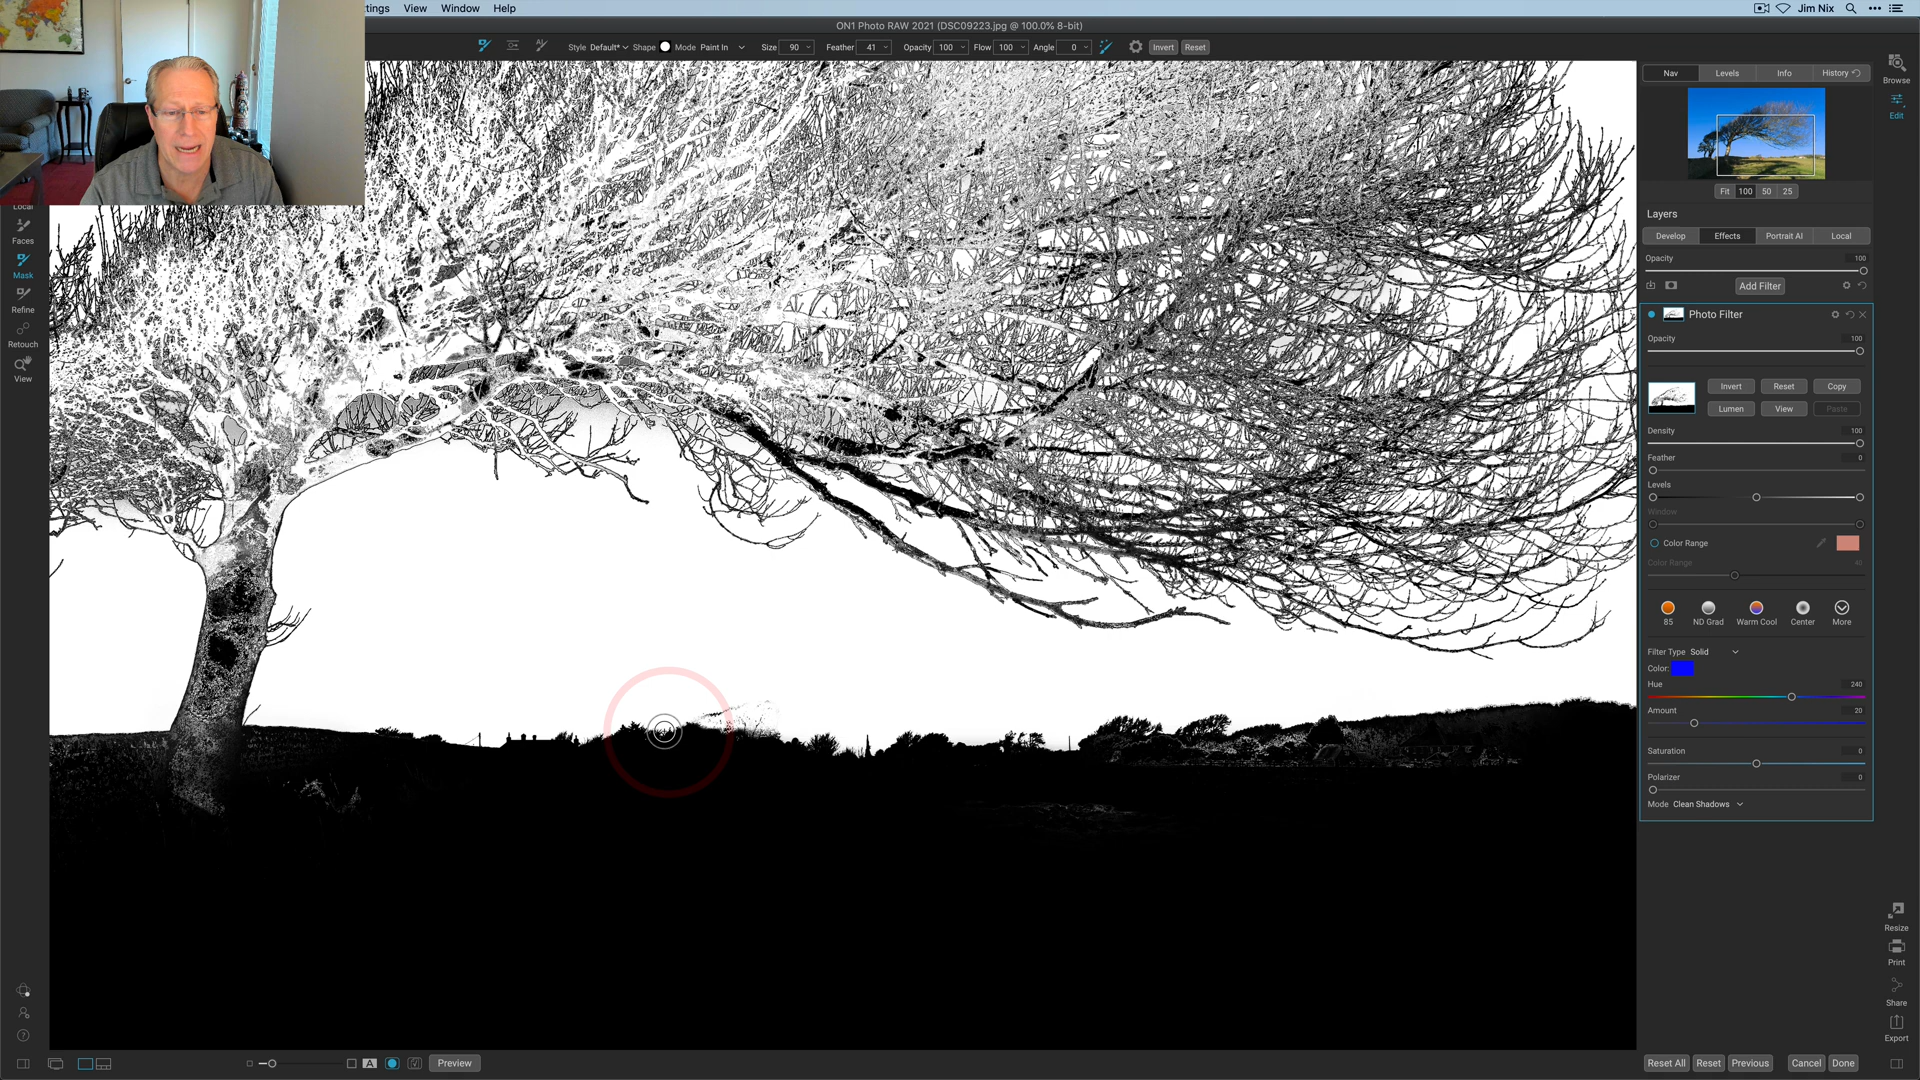 ttings View Window Help
Jim Nix
ON1 Photo RAW 2021 (DSC09223.jpg @ 100.0% 8-bit)
Style Default* Shape Mode Paint In Size 90 Feather 41 Opacity 100 Flow 100 Angle 0 Invert Reset
Nav Levels Info History
Browse
Edit
Fit 100 50 25
Local
Faces
Mask
Refine
Retouch
View
Layers
Develop Effects Portrait AI Local
Opacity 100
Add Filter
Photo Filter
Opacity 100
Invert Reset Copy
Lumen View Paste
Density 100
Feather 0
Levels
Window
Color Range
Color Range 40
85 ND Grad Warm Cool Center More
Filter Type Solid
Color:
Hue 240
Amount 20
Saturation 0
Polarizer 0
Mode Clean Shadows
Resize
Print
Share
Export
A Preview
Reset All Reset Previous Cancel Done